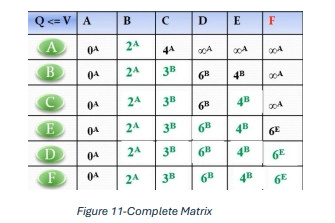 Q <= V A B C D E F
A 0ᴬ 2ᴬ 4ᴬ ∞ᴬ ∞ᴬ ∞ᴬ
B 0ᴬ 2ᴬ 3ᴮ 6ᴮ 4ᴮ ∞ᴬ
C 0ᴬ 2ᴬ 3ᴮ 6ᴮ 4ᴮ ∞ᴬ
E 0ᴬ 2ᴬ 3ᴮ 6ᴮ 4ᴮ 6ᴱ
D 0ᴬ 2ᴬ 3ᴮ 6ᴮ 4ᴮ 6ᴱ
F 0ᴬ 2ᴬ 3ᴮ 6ᴮ 4ᴮ 6ᴱ
Figure 11-Complete Matrix